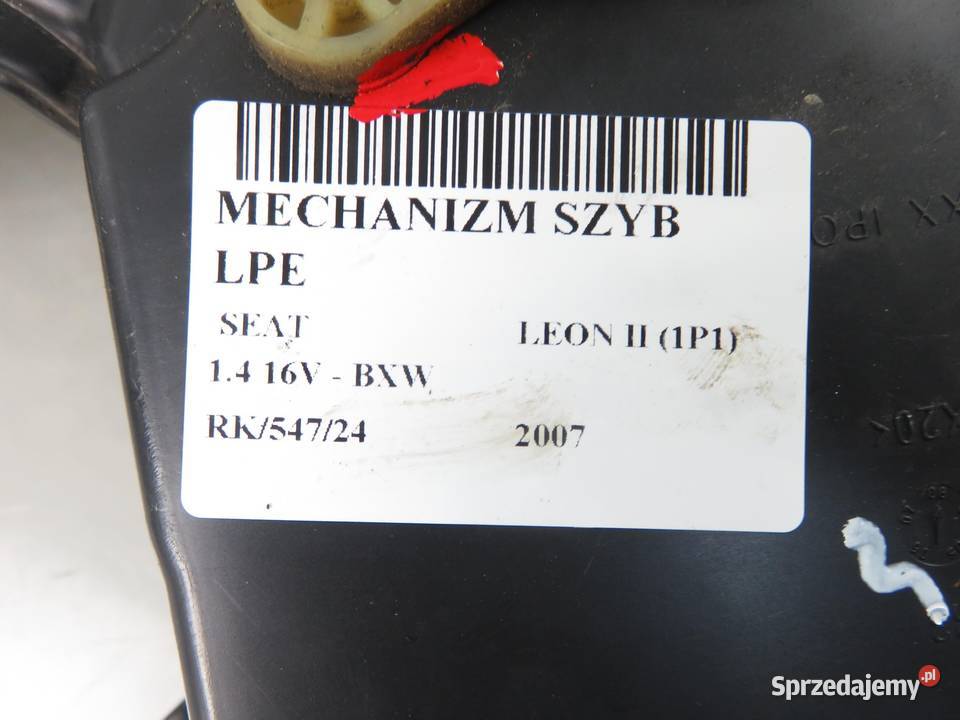 MECHANIZM SZYB
LPE
SEAT LEON II (1P1)
1.4 16V - BXW
RK/547/24 2007
Sprzedajemy.pl